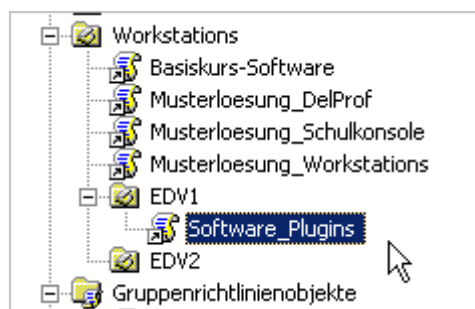 Workstations
Basiskurs-Software
Musterloesung_DelProf
Musterloesung_Schulkonsole
Musterloesung_Workstations
EDV1
Software_Plugins
EDV2
Gruppenrichtlinienobjekte